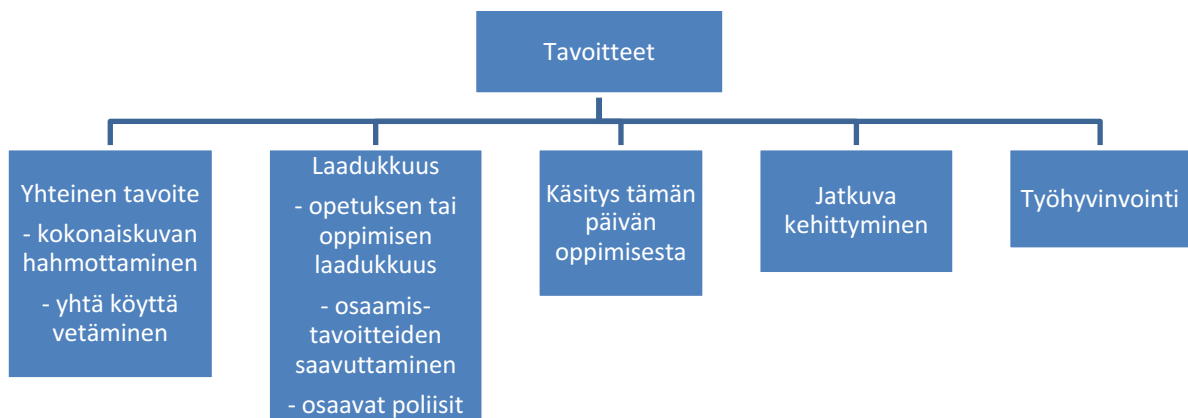 Tavoitteet
Yhteinen tavoite
- kokonaiskuvan
hahmottaminen
- yhtä köyttä
vetäminen
Laadukkuus
- opetuksen tai
oppimisen
laadukkuus
- osaamis-
tavoitteiden
saavuttaminen
- osaavat poliisit
Käsitys tämän
päivän
oppimisesta
Jatkuva
kehittyminen
Työhyvinvointi